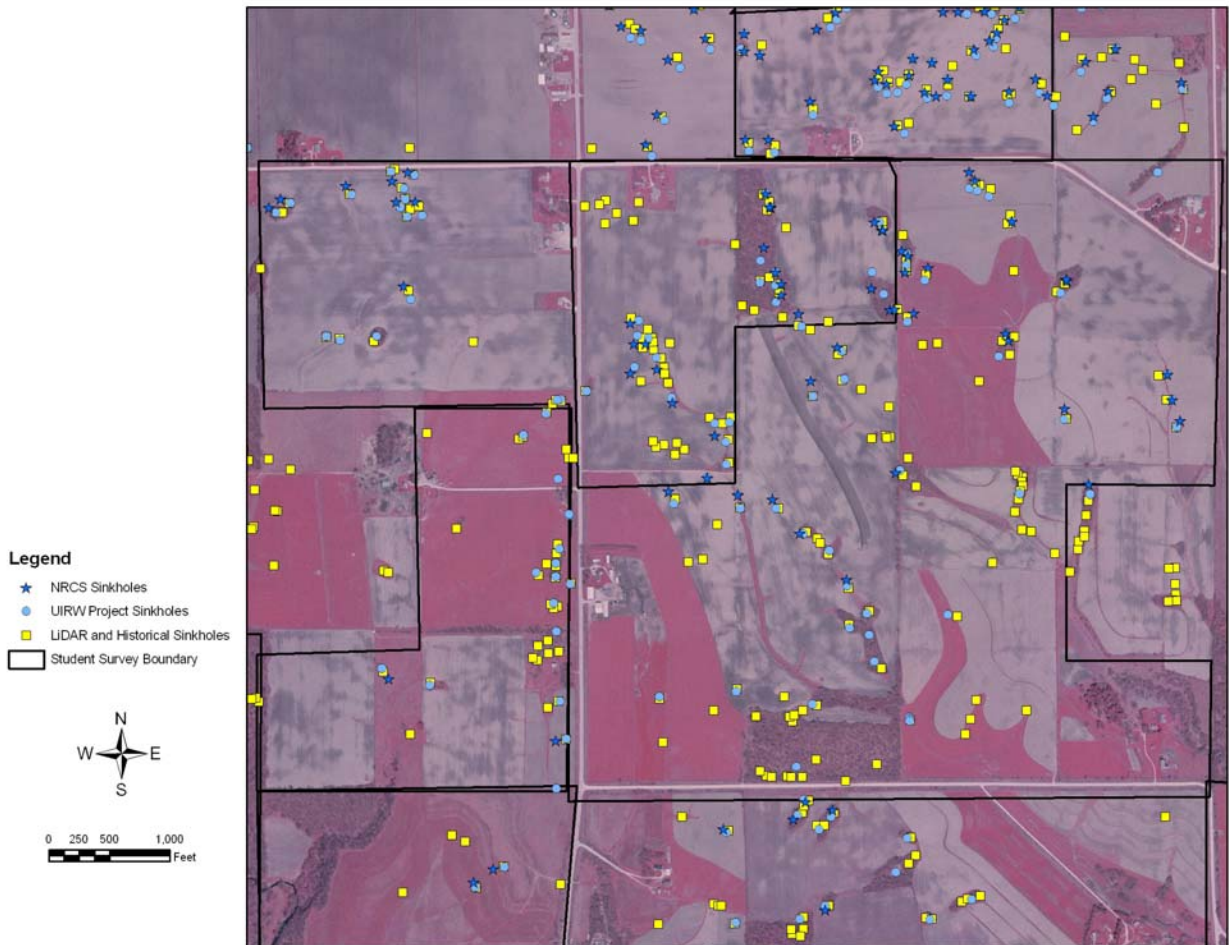 Legend
NRCS Sinkholes
UIRW Project Sinkholes
LiDAR and Historical Sinkholes
Student Survey Boundary
N
W E
S
0 250 500 1,000
Feet